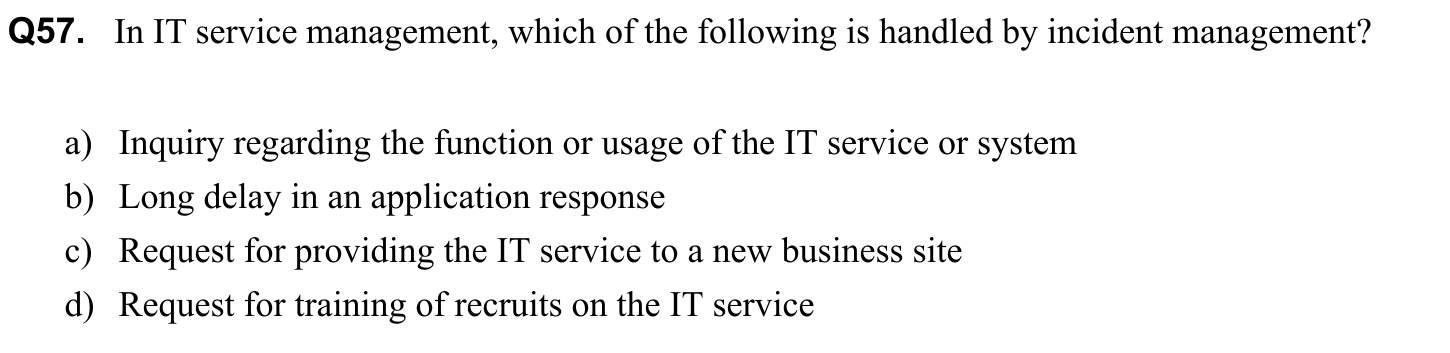 Q57. In IT service management, which of the following is handled by incident management?
a) Inquiry regarding the function or usage of the IT service or system
b) Long delay in an application response
c) Request for providing the IT service to a new business site
d) Request for training of recruits on the IT service